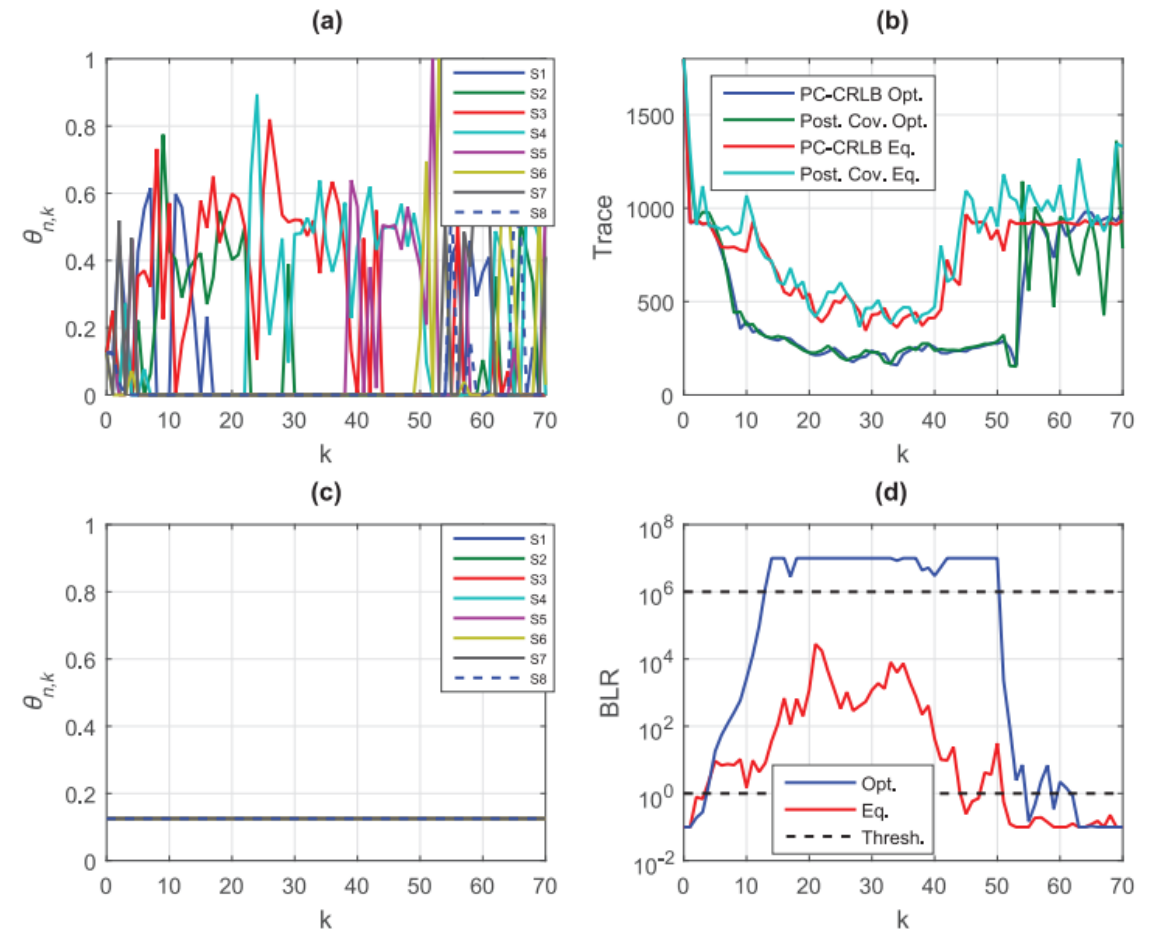 (a)
1
0.8
0.6
0.4
0.2
0
θn,k
0 10 20 30 40 50 60 70
k
S1
S2
S3
S4
S5
S6
S7
S8
(b)
1500
1000
500
0
Trace
0 10 20 30 40 50 60 70
k
PC-CRLB Opt.
Post. Cov. Opt.
PC-CRLB Eq.
Post. Cov. Eq.
(c)
1
0.8
0.6
0.4
0.2
0
θn,k
0 10 20 30 40 50 60 70
k
S1
S2
S3
S4
S5
S6
S7
S8
(d)
10^8
10^6
10^4
10^2
10^0
10^-2
BLR
0 10 20 30 40 50 60 70
k
Opt.
Eq.
Thresh.